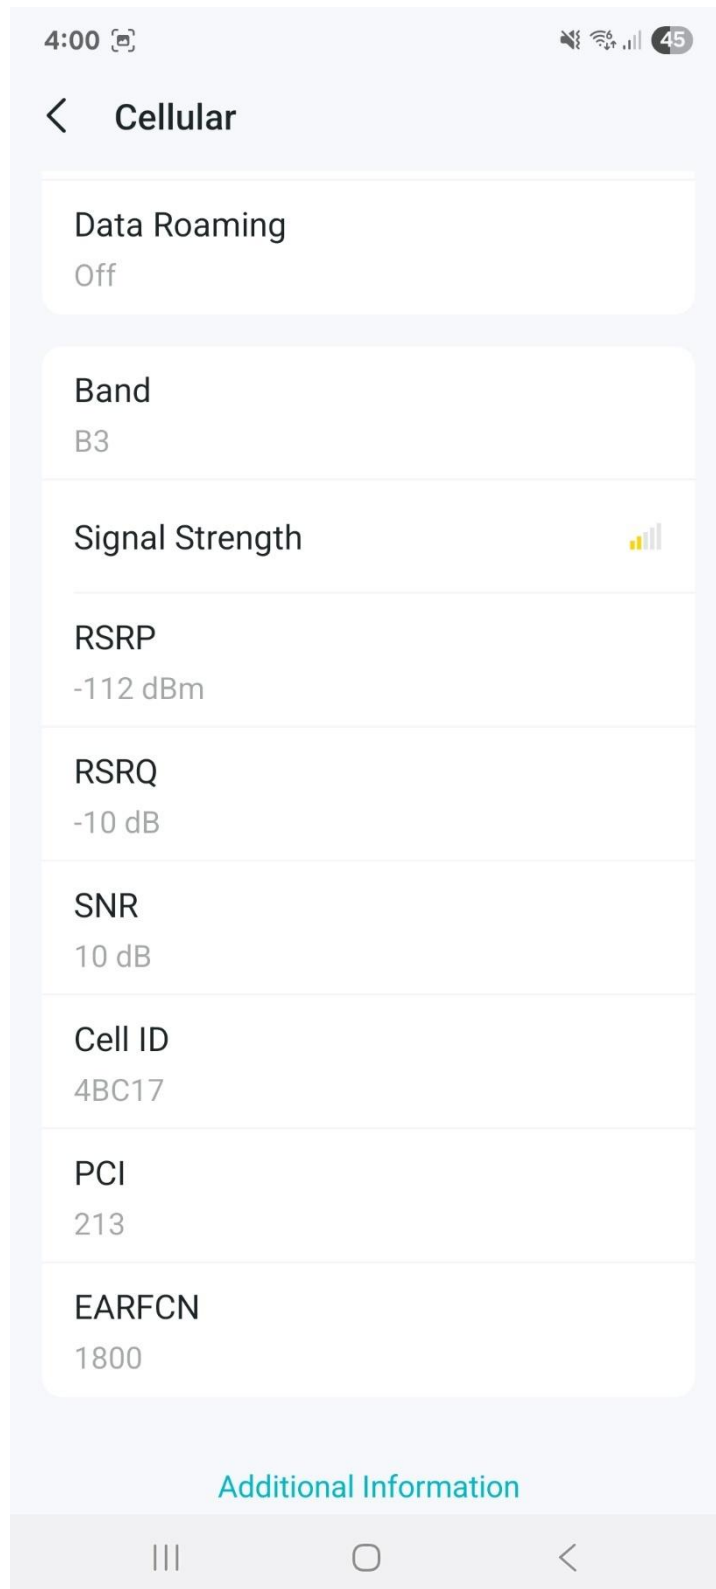 4:00
45
Cellular
Data Roaming
Off
Band
B3
Signal Strength
RSRP
-112 dBm
RSRQ
-10 dB
SNR
10 dB
Cell ID
4BC17
PCI
213
EARFCN
1800
Additional Information